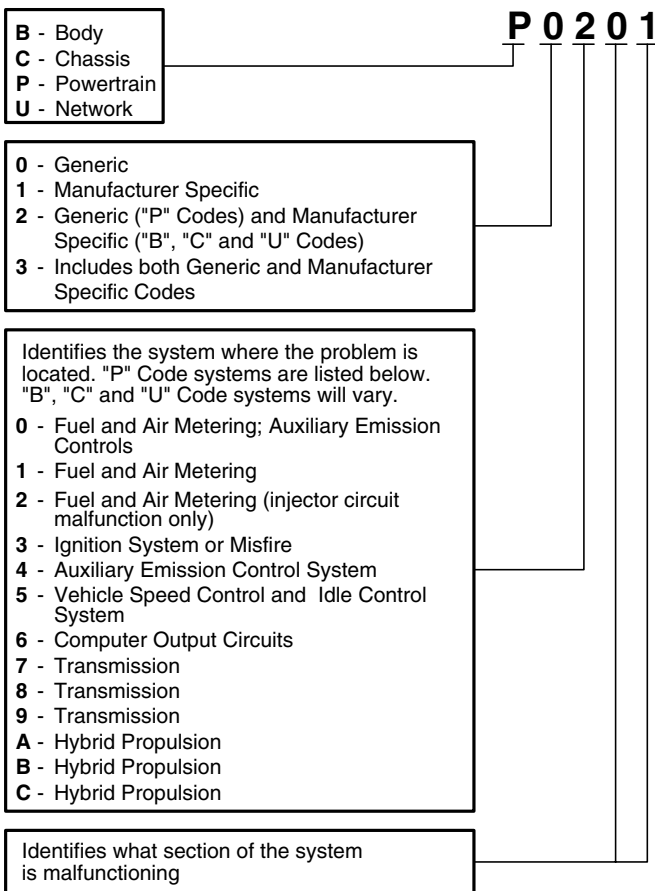 P 0 2 0 1
B - Body
C - Chassis
P - Powertrain
U - Network
0 - Generic
1 - Manufacturer Specific
2 - Generic ("P" Codes) and Manufacturer
Specific ("B", "C" and "U" Codes)
3 - Includes both Generic and Manufacturer
Specific Codes
Identifies the system where the problem is
located. "P" Code systems are listed below.
"B", "C" and "U" Code systems will vary.
0 - Fuel and Air Metering; Auxiliary Emission
Controls
1 - Fuel and Air Metering
2 - Fuel and Air Metering (injector circuit
malfunction only)
3 - Ignition System or Misfire
4 - Auxiliary Emission Control System
5 - Vehicle Speed Control and Idle Control
System
6 - Computer Output Circuits
7 - Transmission
8 - Transmission
9 - Transmission
A - Hybrid Propulsion
B - Hybrid Propulsion
C - Hybrid Propulsion
Identifies what section of the system
is malfunctioning